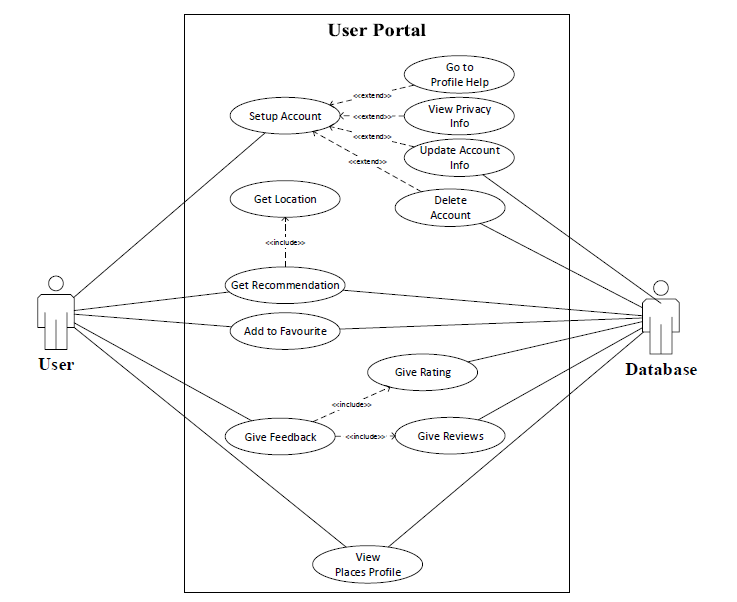 User Portal
Go to
Profile Help
<<extend>>
View Privacy
Info
Setup Account
<<extend>>
<<extend>>
Update Account
Info
<<extend>>
Get Location
Delete
Account
<<include>>
Get Recommendation
Add to Favourite
User
Database
Give Rating
<<include>>
Give Feedback
<<include>>
Give Reviews
View
Places Profile